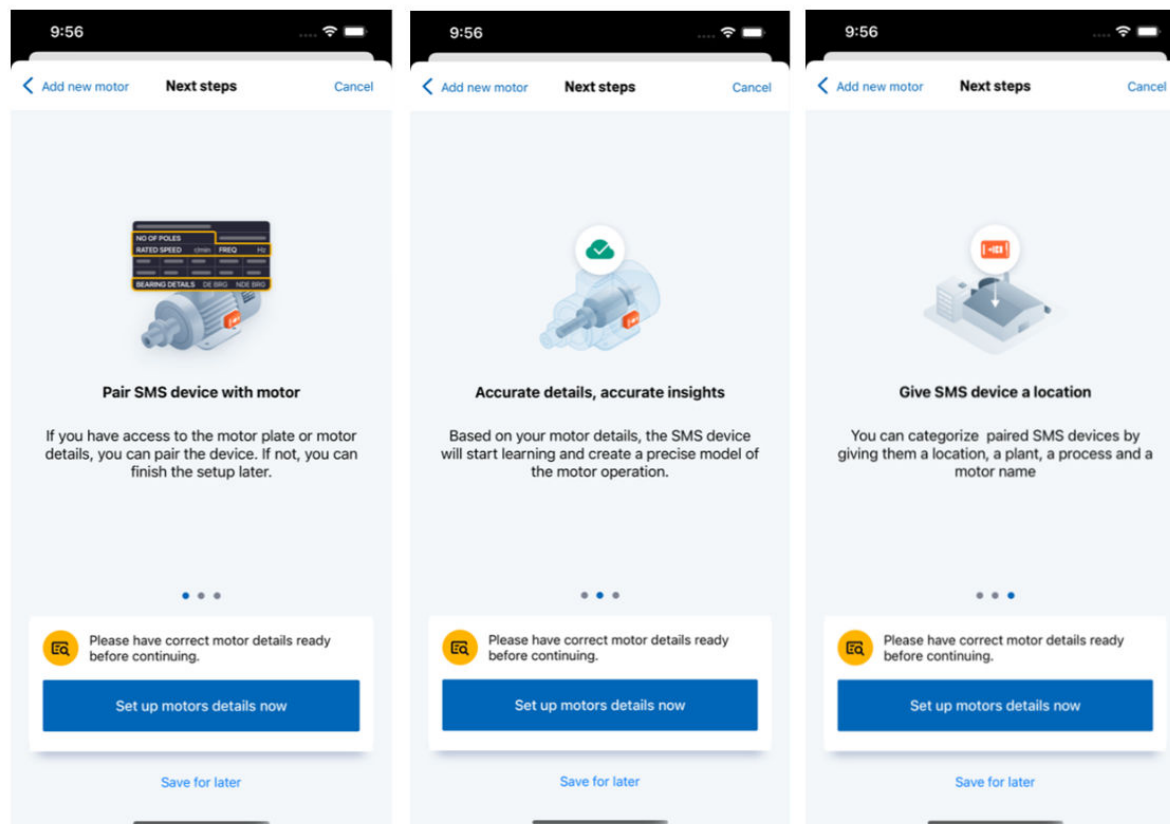 9:56
Add new motor Next steps Cancel
NO OF POLES
RATED SPEED r/min FREQ Hz
BEARING DETAILS DE BRG NDE BRG
Pair SMS device with motor
If you have access to the motor plate or motor
details, you can pair the device. If not, you can
finish the setup later.
Please have correct motor details ready
before continuing.
Set up motors details now
Save for later
9:56
Add new motor Next steps Cancel
Accurate details, accurate insights
Based on your motor details, the SMS device
will start learning and create a precise model of
the motor operation.
Please have correct motor details ready
before continuing.
Set up motors details now
Save for later
9:56
Add new motor Next steps Cancel
Give SMS device a location
You can categorize paired SMS devices by
giving them a location, a plant, a process and a
motor name
Please have correct motor details ready
before continuing.
Set up motors details now
Save for later